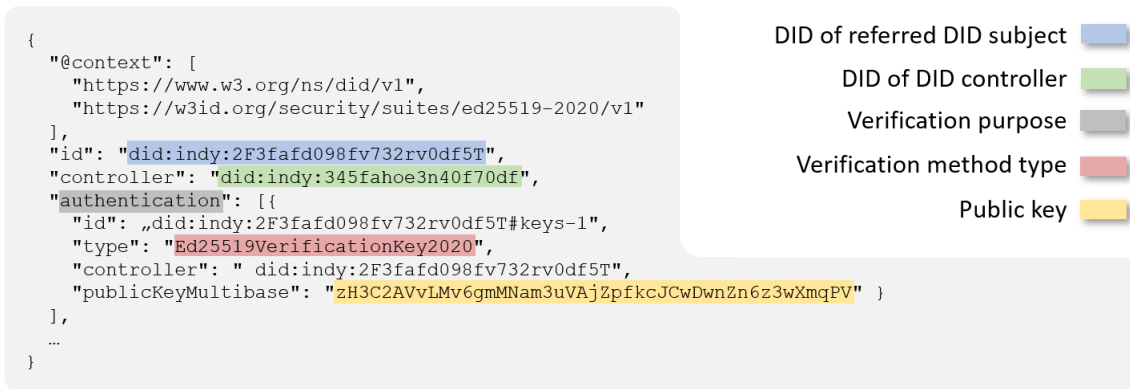 {
  "@context": [
    "https://www.w3.org/ns/did/v1",
    "https://w3id.org/security/suites/ed25519-2020/v1"
  ],
  "id": "did:indy:2F3fafd098fv732rv0df5T",
  "controller": "did:indy:345fahoe3n40f70df",
  "authentication": [{
    "id": „did:indy:2F3fafd098fv732rv0df5T#keys-1",
    "type": "Ed25519VerificationKey2020",
    "controller": " did:indy:2F3fafd098fv732rv0df5T",
    "publicKeyMultibase": "zH3C2AVvLMv6gmMNam3uVAjZpfkcJCwDwnZn6z3wXmqPV" }
  ],
  …
}
DID of referred DID subject
DID of DID controller
Verification purpose
Verification method type
Public key